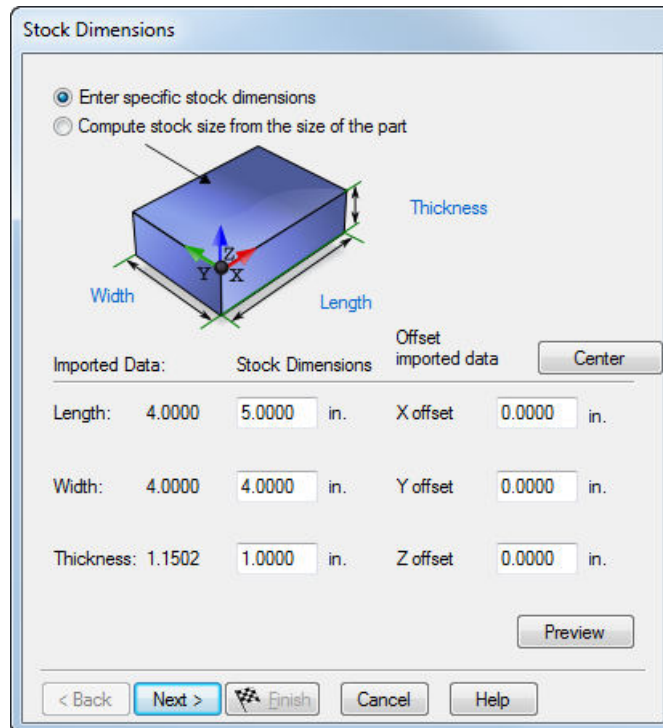 Stock Dimensions
Enter specific stock dimensions
Compute stock size from the size of the part
Thickness
Z
Y X
Width
Length
Imported Data: Stock Dimensions Offset imported data Center
Length: 4.0000 5.0000 in. X offset 0.0000 in.
Width: 4.0000 4.0000 in. Y offset 0.0000 in.
Thickness: 1.1502 1.0000 in. Z offset 0.0000 in.
Preview
< Back Next > Finish Cancel Help